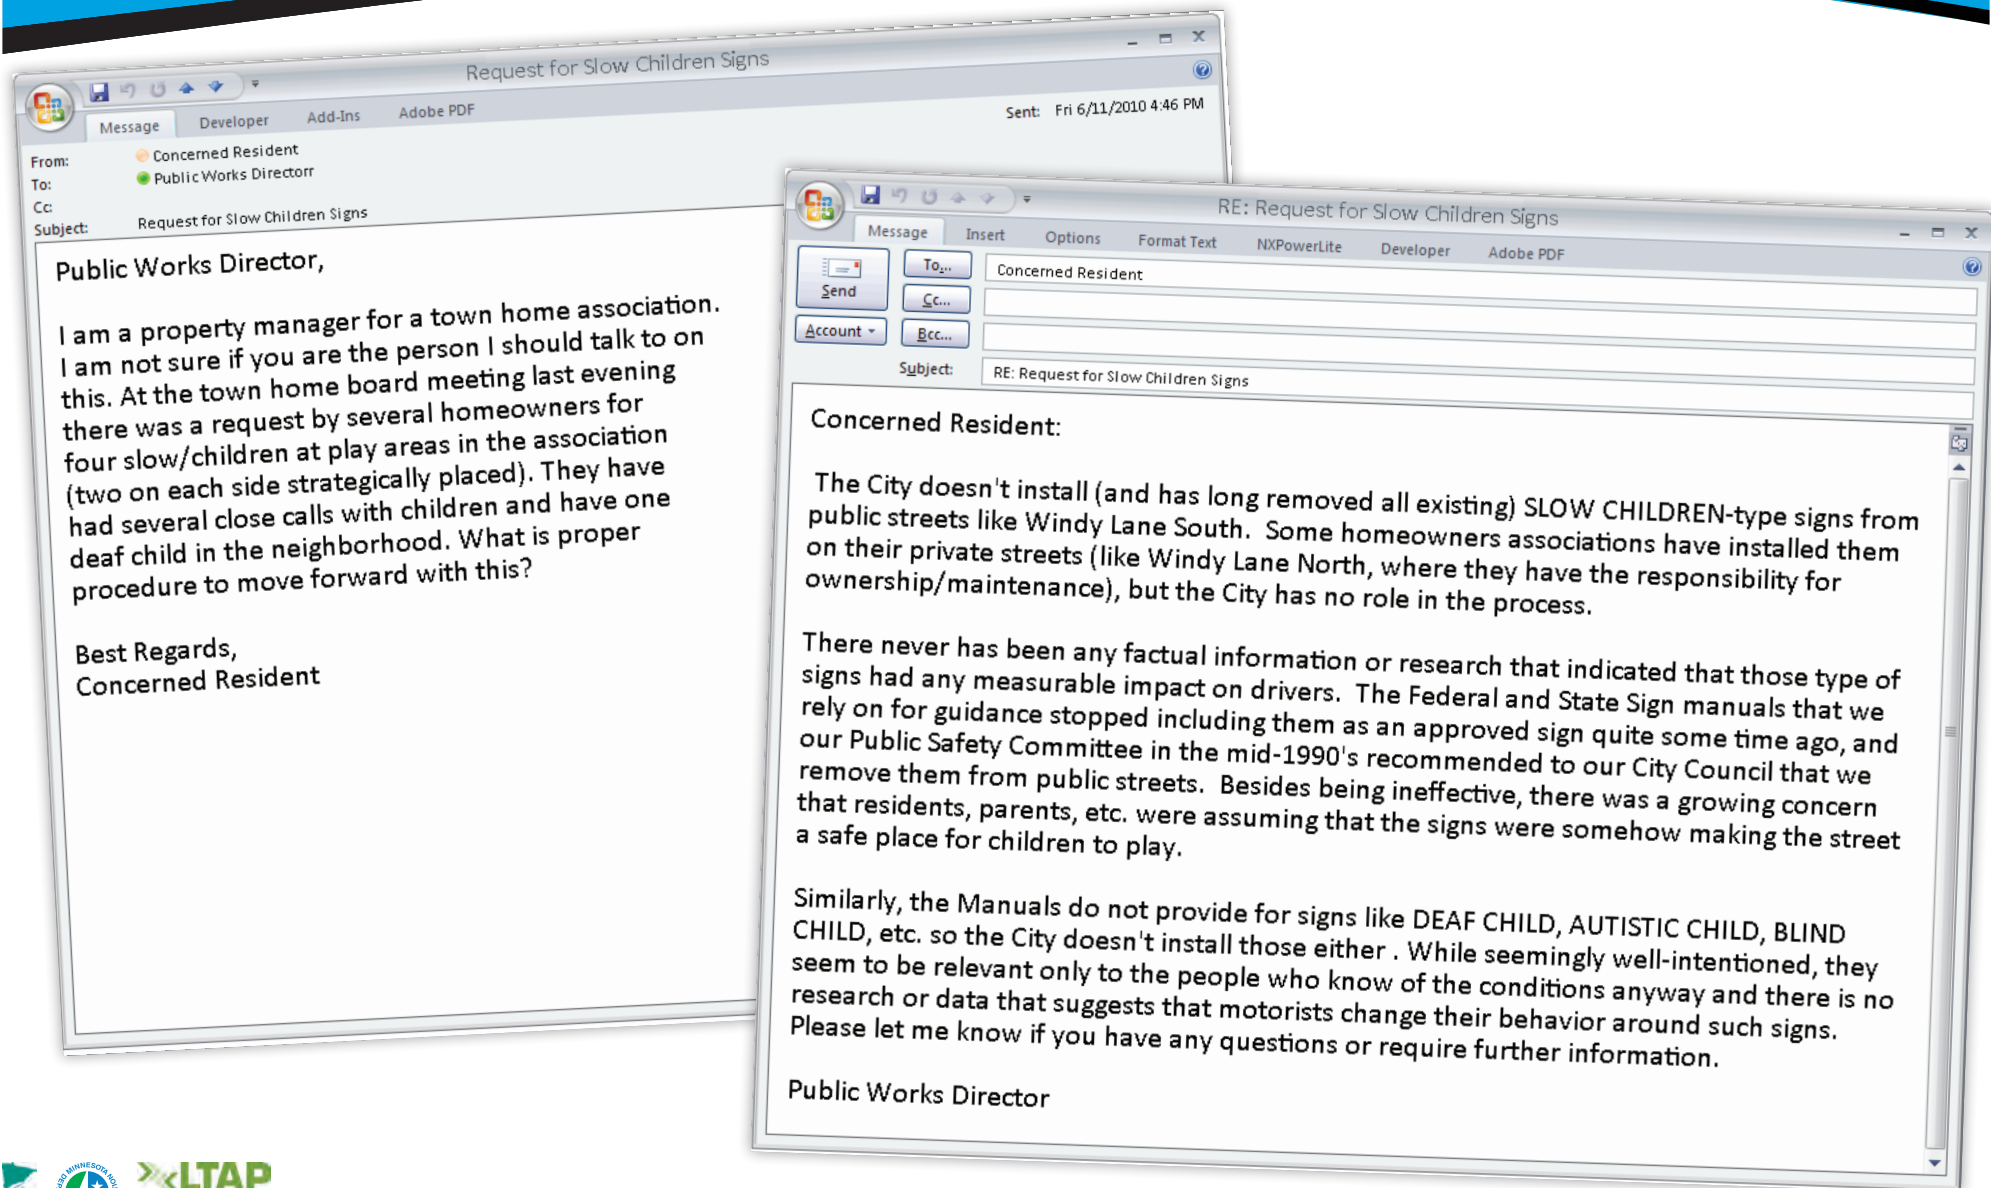 Request for Slow Children Signs
Message Developer Add-Ins Adobe PDF
Sent: Fri 6/11/2010 4:46 PM
From: Concerned Resident
To: Public Works Directorr
Cc:
Subject: Request for Slow Children Signs
Public Works Director,
I am a property manager for a town home association.
I am not sure if you are the person I should talk to on
this. At the town home board meeting last evening
there was a request by several homeowners for
four slow/children at play areas in the association
(two on each side strategically placed). They have
had several close calls with children and have one
deaf child in the neighborhood. What is proper
procedure to move forward with this?
Best Regards,
Concerned Resident
RE: Request for Slow Children Signs
Message Insert Options Format Text NXPowerLite Developer Adobe PDF
Send
Account
To... Concerned Resident
Cc...
Bcc...
Subject: RE: Request for Slow Children Signs
Concerned Resident:
The City doesn't install (and has long removed all existing) SLOW CHILDREN-type signs from
public streets like Windy Lane South. Some homeowners associations have installed them
on their private streets (like Windy Lane North, where they have the responsibility for
ownership/maintenance), but the City has no role in the process.
There never has been any factual information or research that indicated that those type of
signs had any measurable impact on drivers. The Federal and State Sign manuals that we
rely on for guidance stopped including them as an approved sign quite some time ago, and
our Public Safety Committee in the mid-1990's recommended to our City Council that we
remove them from public streets. Besides being ineffective, there was a growing concern
that residents, parents, etc. were assuming that the signs were somehow making the street
a safe place for children to play.
Similarly, the Manuals do not provide for signs like DEAF CHILD, AUTISTIC CHILD, BLIND
CHILD, etc. so the City doesn't install those either . While seemingly well-intentioned, they
seem to be relevant only to the people who know of the conditions anyway and there is no
research or data that suggests that motorists change their behavior around such signs.
Please let me know if you have any questions or require further information.
Public Works Director
MINNESOTA
LTAP